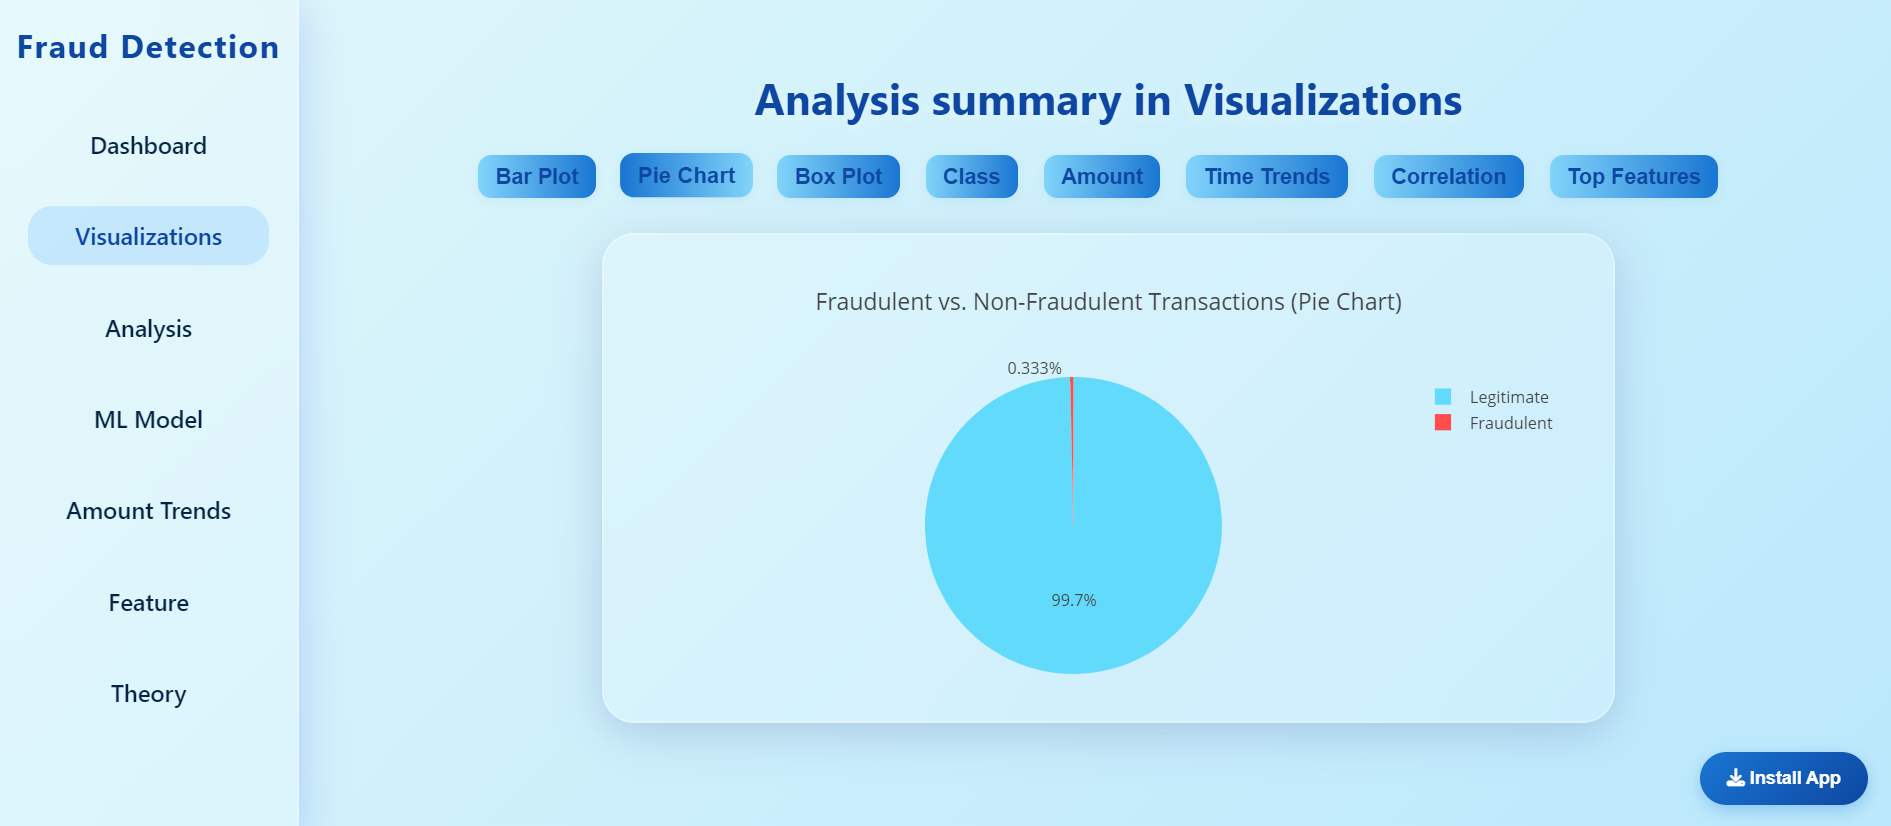 Fraud Detection
Dashboard
Visualizations
Analysis
ML Model
Amount Trends
Feature
Theory
Analysis summary in Visualizations
Bar Plot
Pie Chart
Box Plot
Class
Amount
Time Trends
Correlation
Top Features
Fraudulent vs. Non-Fraudulent Transactions (Pie Chart)
0.333%
99.7%
Legitimate
Fraudulent
Install App